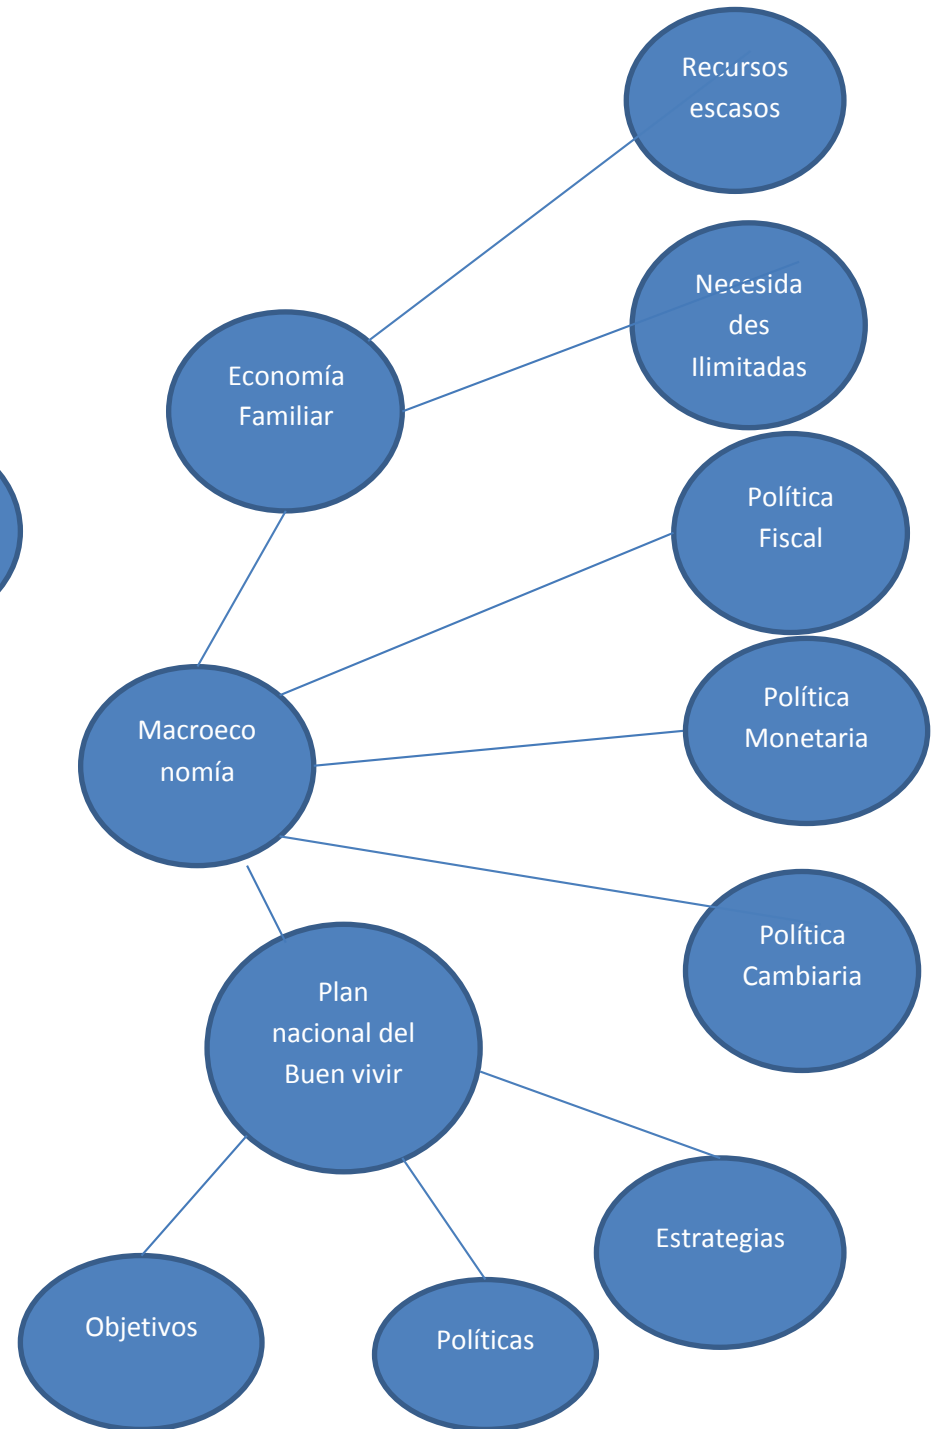 Recursos
escasos
Necesida
des
Ilimitadas
Economía
Familiar
Política
Fiscal
Política
Monetaria
Macroeco
nomía
Política
Cambiaria
Plan
nacional del
Buen vivir
Estrategias
Objetivos
Políticas